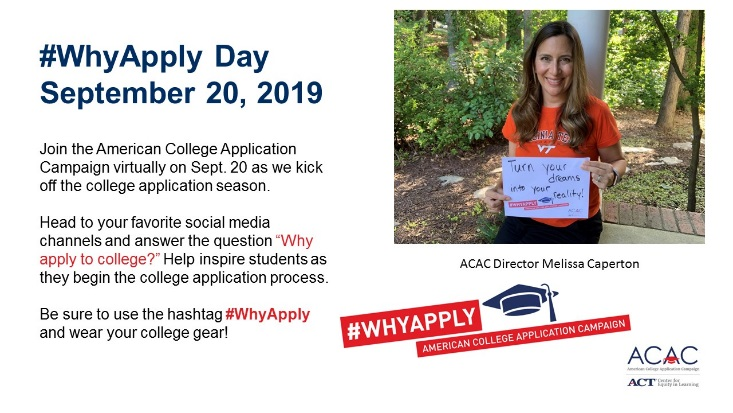 #WhyApply Day
September 20, 2019
Join the American College Application
Campaign virtually on Sept. 20 as we kick
off the college application season.
Head to your favorite social media
channels and answer the question “Why
apply to college?” Help inspire students as
they begin the college application process.
Be sure to use the hashtag #WhyApply
and wear your college gear!
VT
Turn your
dreams
into your
reality!
#WHYAPPLY
ACAC
ACAC Director Melissa Caperton
#WHYAPPLY
AMERICAN COLLEGE APPLICATION CAMPAIGN
ACAC
American College Application Campaign
ACT Center for
Equity in Learning